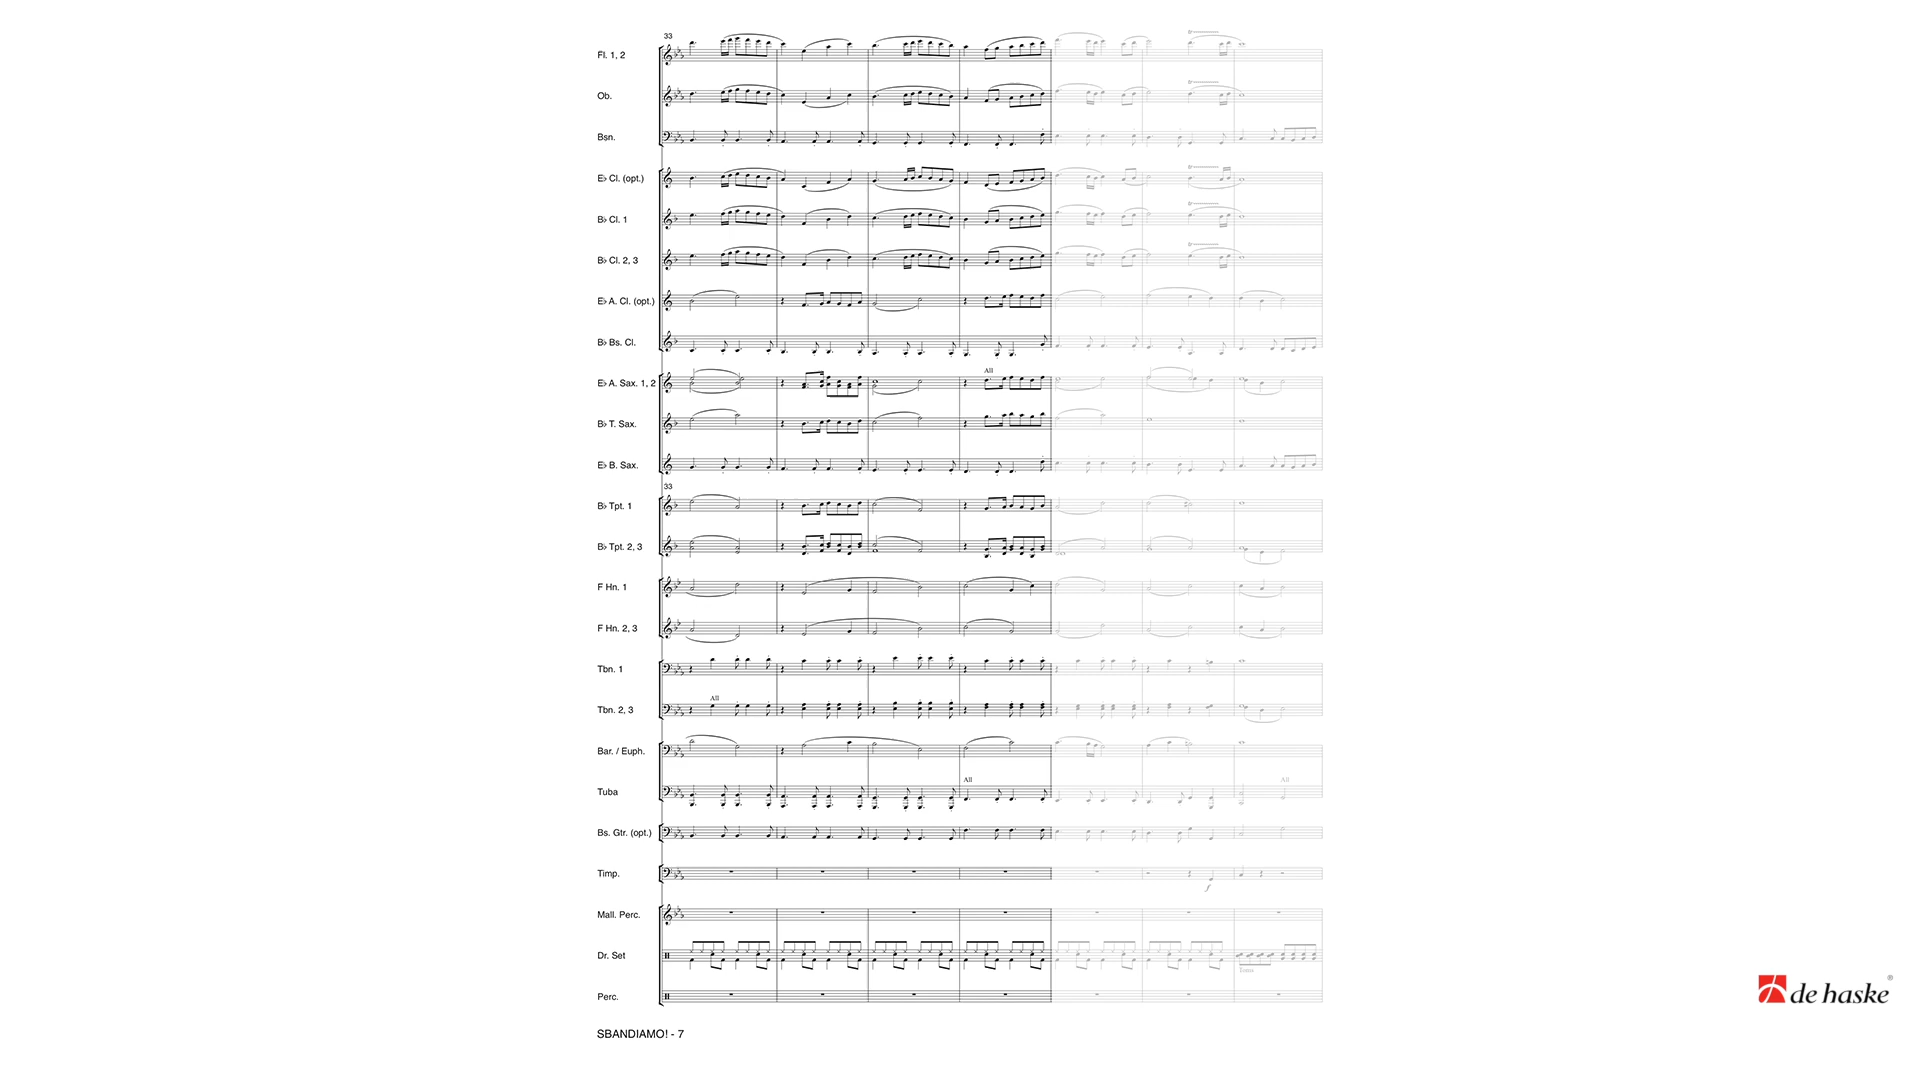 33
Fl. 1, 2
Ob.
Bsn.
E♭ Cl. (opt.)
B♭ Cl. 1
B♭ Cl. 2, 3
E♭ A. Cl. (opt.)
B♭ Bs. Cl.
All
E♭ A. Sax. 1, 2
B♭ T. Sax.
E♭ B. Sax.
33
B♭ Tpt. 1
B♭ Tpt. 2, 3
F Hn. 1
F Hn. 2, 3
Tbn. 1
All
Tbn. 2, 3
Bar. / Euph.
All All
Tuba
Bs. Gtr. (opt.)
Timp.
f
Mall. Perc.
Dr. Set
Perc.
de haske®
SBANDIAMO! - 7